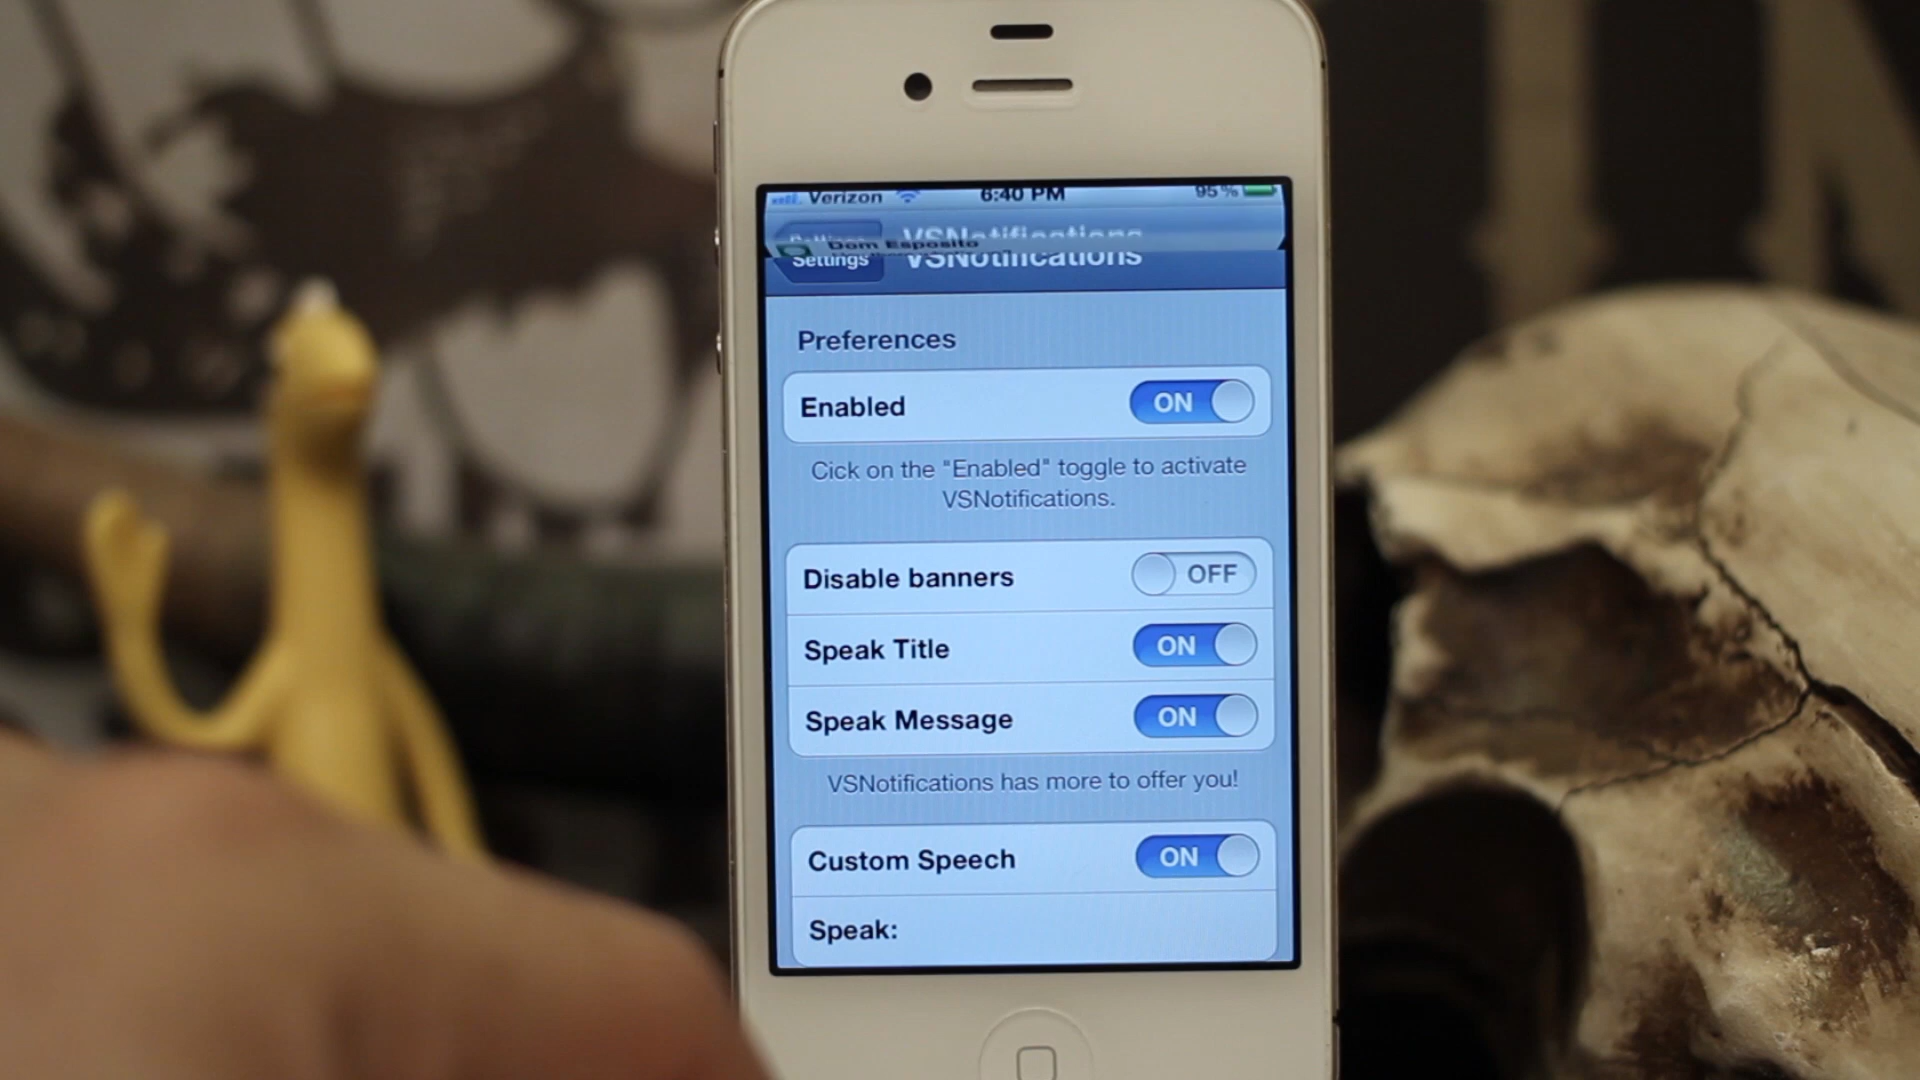 Verizon 6:40 PM 95%
Settings VSNotifications
Dom Esposito
Settings VSNotifications
Preferences
Enabled ON
Cick on the "Enabled" toggle to activate
VSNotifications.
Disable banners OFF
Speak Title ON
Speak Message ON
VSNotifications has more to offer you!
Custom Speech ON
Speak: